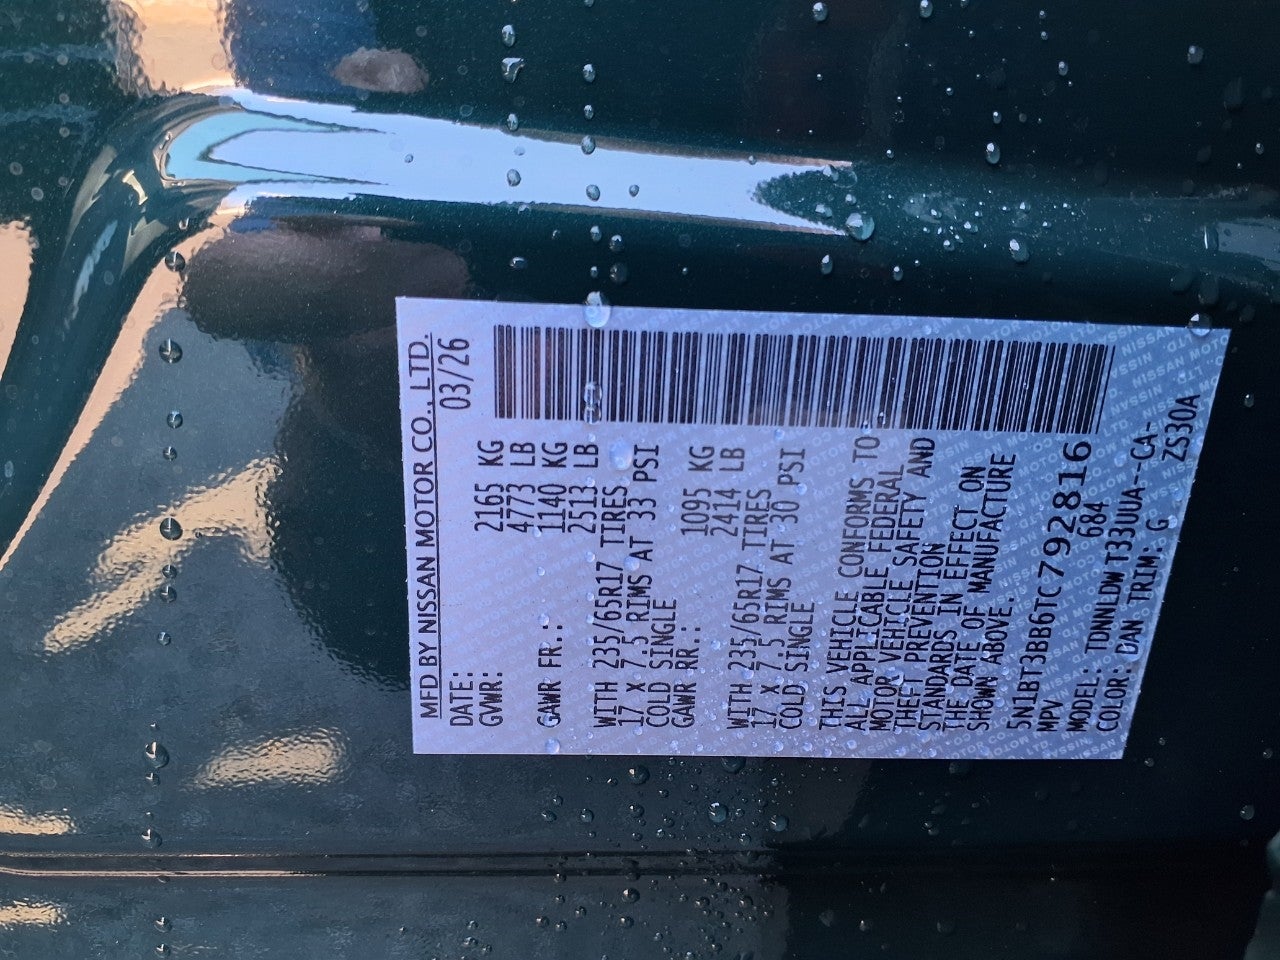 MFD BY NISSAN MOTOR CO., LTD.
DATE: 03/26
GVWR: 2165 KG
4773 LB
GAWR FR.: 1140 KG
2513 LB
WITH 235/65R17 TIRES
17 X 7.5 RIMS AT 33 PSI
COLD SINGLE
GAWR RR.: 1095 KG
2414 LB
WITH 235/65R17 TIRES
17 X 7.5 RIMS AT 30 PSI
COLD SINGLE
THIS VEHICLE CONFORMS TO
ALL APPLICABLE FEDERAL
MOTOR VEHICLE SAFETY AND
THEFT PREVENTION
STANDARDS IN EFFECT ON
THE DATE OF MANUFACTURE
SHOWN ABOVE.
5N1BT3BB6TC792816
MPV 684
MODEL: TDNNLDW T33UUA--CA-
COLOR: DAN TRIM: G ZS30A